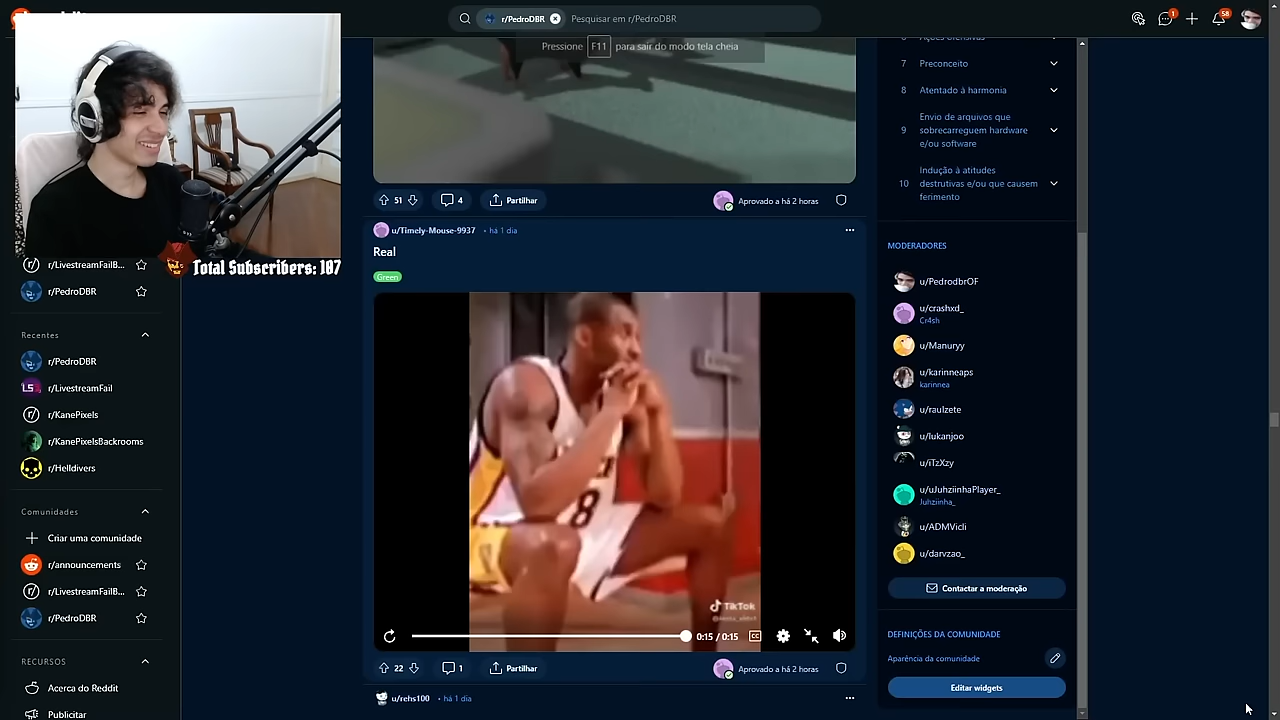 r/PedroDBR
Pesquisar em r/PedroDBR
1
58
Pressione F11 para sair do modo tela cheia
Total Subscribers: 107
r/LivestreamFailB...
r/PedroDBR
Recentes
r/PedroDBR
r/LivestreamFail
r/KanePixels
r/KanePixelsBackrooms
r/Helldivers
Comunidades
Criar uma comunidade
r/announcements
r/LivestreamFailB...
r/PedroDBR
RECURSOS
Acerca do Reddit
Publicitar
51
4
Partilhar
Aprovado a há 2 horas
u/Timely-Mouse-9937 • há 1 dia
Real
Green
8
TikTok
0:15 / 0:15
CC
22
1
Partilhar
Aprovado a há 2 horas
u/rehs100 • há 1 dia
7 Preconceito
8 Atentado à harmonia
9 Envio de arquivos que
sobrecarreguem hardware
e/ou software
10 Indução à atitudes
destrutivas e/ou que causem
ferimento
MODERADORES
u/PedrodbrOF
u/crashxd_
Cr4sh
u/Manuryy
u/karinneaps
karinnea
u/raulzete
u/lukanjoo
u/iTzXzy
u/uJuhziinhaPlayer_
Juhziinha_
u/ADMVicli
u/darvzao_
Contactar a moderação
DEFINIÇÕES DA COMUNIDADE
Aparência da comunidade
Editar widgets